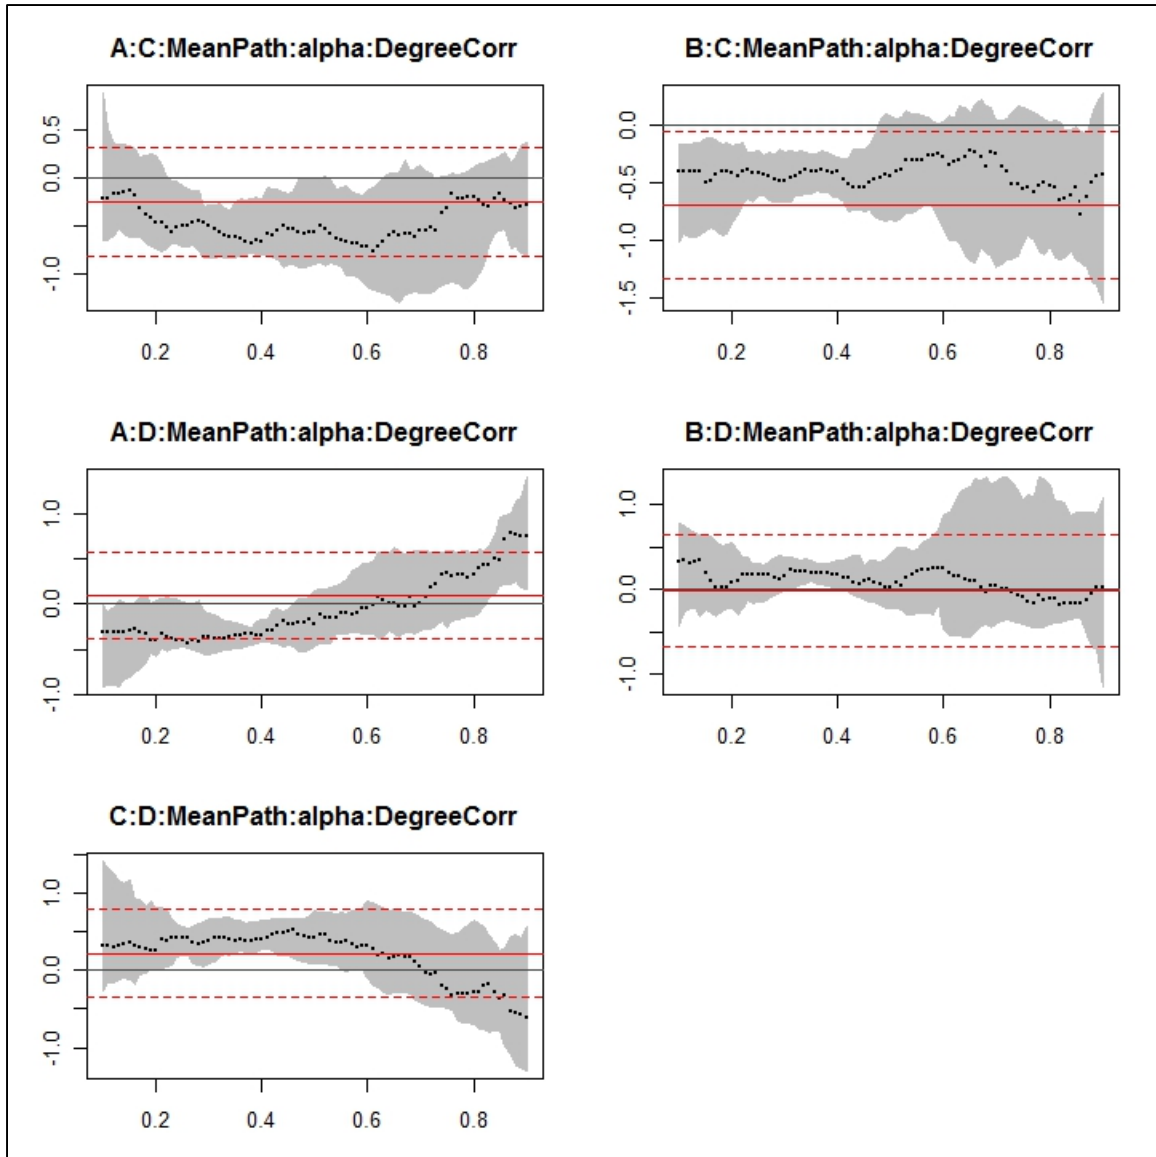 A:C:MeanPath:alpha:DegreeCorr
0.5
0.0
-1.0
0.2 0.4 0.6 0.8
B:C:MeanPath:alpha:DegreeCorr
0.0
-0.5
-1.0
-1.5
0.2 0.4 0.6 0.8
A:D:MeanPath:alpha:DegreeCorr
1.0
0.0
-1.0
0.2 0.4 0.6 0.8
B:D:MeanPath:alpha:DegreeCorr
1.0
0.0
-1.0
0.2 0.4 0.6 0.8
C:D:MeanPath:alpha:DegreeCorr
1.0
0.0
-1.0
0.2 0.4 0.6 0.8